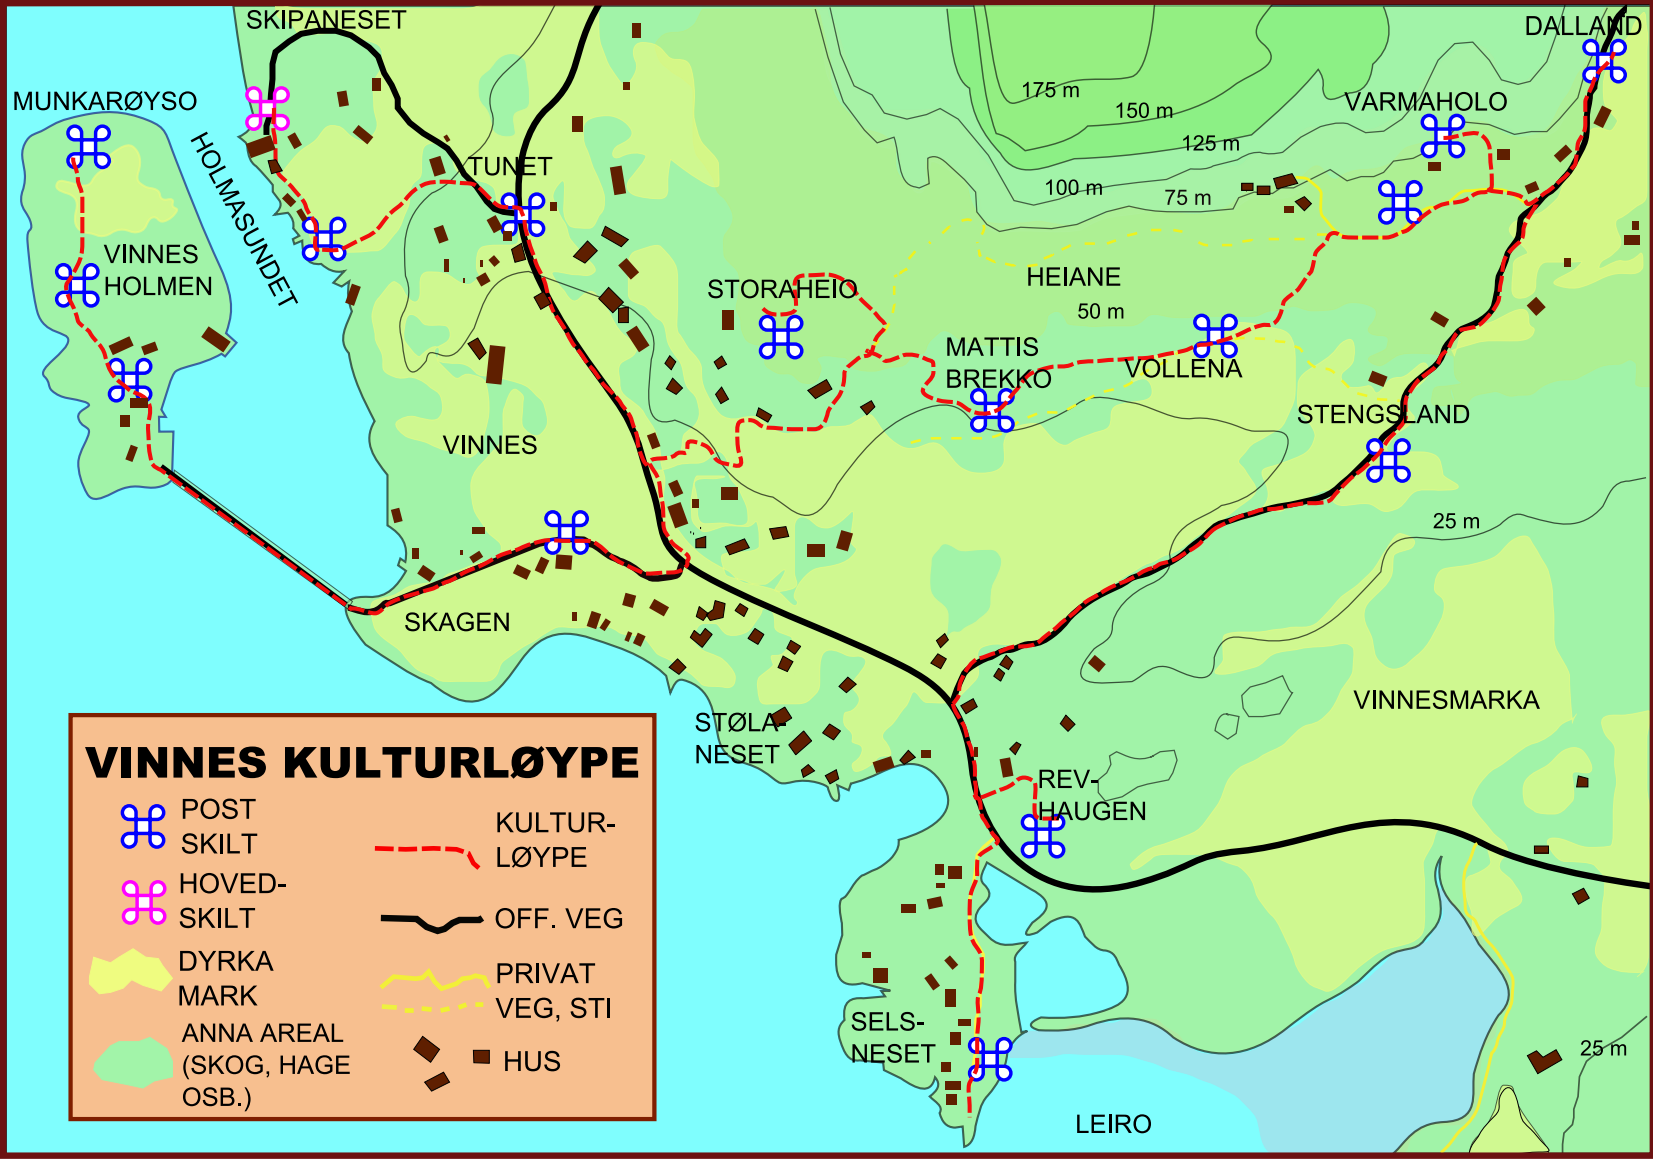 SKIPANESET
DALLAND
MUNKARØYSO
HOLMASUNDET
TUNET
175 m
150 m
125 m
100 m
75 m
VARMAHOLO
VINNES
HOLMEN
STORAHEIO
HEIANE
50 m
MATTIS
BREKKO
VOLLENA
STENGSLAND
VINNES
25 m
SKAGEN
VINNESMARKA
STØLA-
NESET
REV-
HAUGEN
SELS-
NESET
LEIRO
25 m
VINNES KULTURLØYPE
POST
SKILT
HOVED-
SKILT
DYRKA
MARK
ANNA AREAL
(SKOG, HAGE
OSB.)
KULTUR-
LØYPE
OFF. VEG
PRIVAT
VEG, STI
HUS